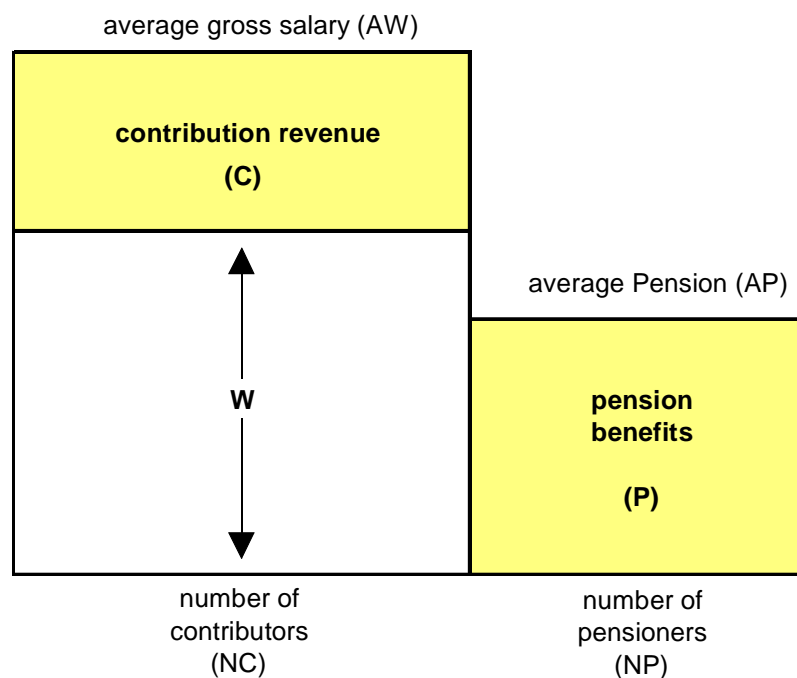 average gross salary (AW)
contribution revenue
(C)
average Pension (AP)
W
pension
benefits
(P)
number of
contributors
(NC)
number of
pensioners
(NP)